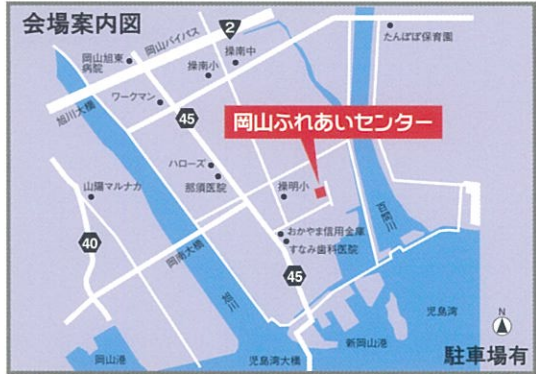 会場案内図
2
たんぽぽ保育園
岡山旭東
病院
岡山バイパス
操南中
操南小
ワークマン
旭川大橋
45
岡山ふれあいセンター
ハローズ
那須医院
操明小
山陽マルナカ
百間川
おかやま信用金庫
すなみ歯科医院
40
岡南大橋
45
旭川
児島湾
N
新岡山港
岡山港
児島湾大橋
駐車場有